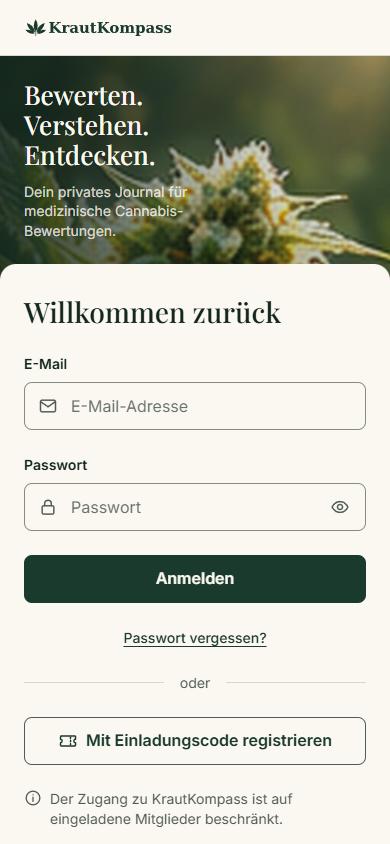 KrautKompass
Bewerten.
Verstehen.
Entdecken.
Dein privates Journal für
medizinische Cannabis-
Bewertungen.
Willkommen zurück
E-Mail
E-Mail-Adresse
Passwort
Passwort
Anmelden
Passwort vergessen?
oder
Mit Einladungscode registrieren
Der Zugang zu KrautKompass ist auf
eingeladene Mitglieder beschränkt.